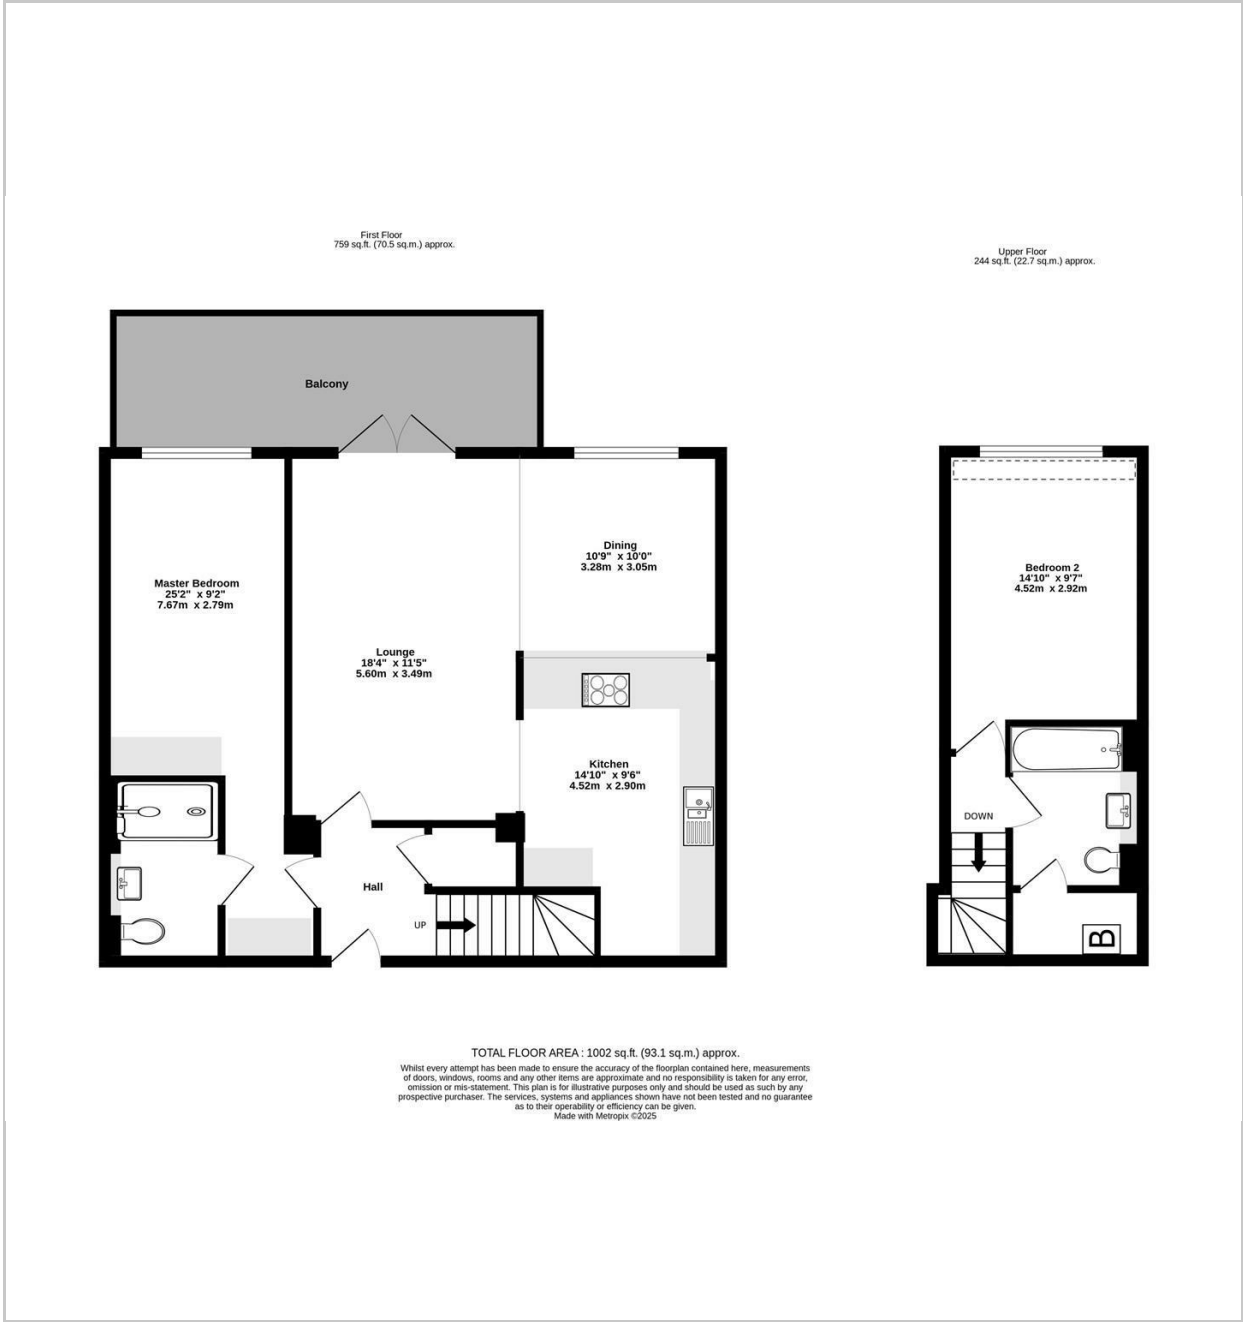 First Floor
759 sq.ft. (70.5 sq.m.) approx.
Upper Floor
244 sq.ft. (22.7 sq.m.) approx.
Balcony
Dining
10'9" x 10'0"
3.28m x 3.05m
Master Bedroom
25'2" x 9'2"
7.67m x 2.79m
Bedroom 2
14'10" x 9'7"
4.52m x 2.92m
Lounge
18'4" x 11'5"
5.60m x 3.49m
Kitchen
14'10" x 9'6"
4.52m x 2.90m
DOWN
Hall
UP
B
TOTAL FLOOR AREA : 1002 sq.ft. (93.1 sq.m.) approx.
Whilst every attempt has been made to ensure the accuracy of the floorplan contained here, measurements
of doors, windows, rooms and any other items are approximate and no responsibility is taken for any error,
omission or mis-statement. This plan is for illustrative purposes only and should be used as such by any
prospective purchaser. The services, systems and appliances shown have not been tested and no guarantee
as to their operability or efficiency can be given.
Made with Metropix ©2025